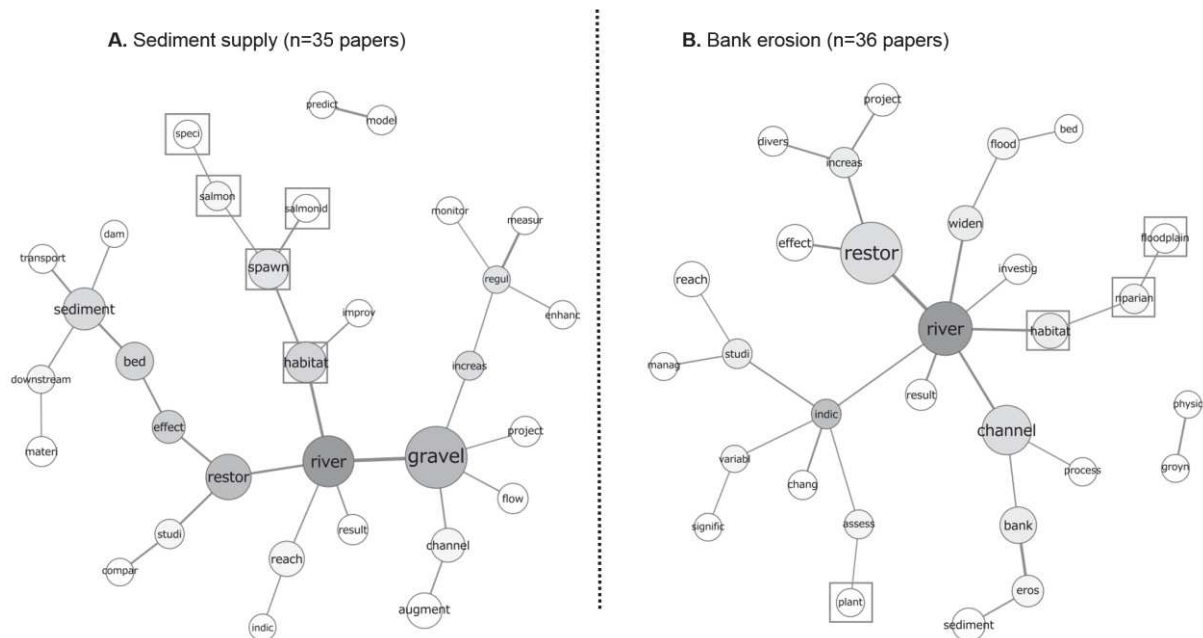 A. Sediment supply (n=35 papers)
predict
model
speci
salmon
salmonid
monitor
measur
dam
transport
spawn
regul
sediment
improv
enhanc
bed
habitat
increas
downstream
effect
project
materi
restor
river
gravel
flow
studi
result
channel
compar
reach
augment
indic
B. Bank erosion (n=36 papers)
project
divers
increas
flood
bed
effect
restor
widen
floodplain
reach
investig
riparian
river
habitat
studi
manag
result
physic
indic
channel
variabl
chang
process
groyn
signific
assess
bank
plant
eros
sediment